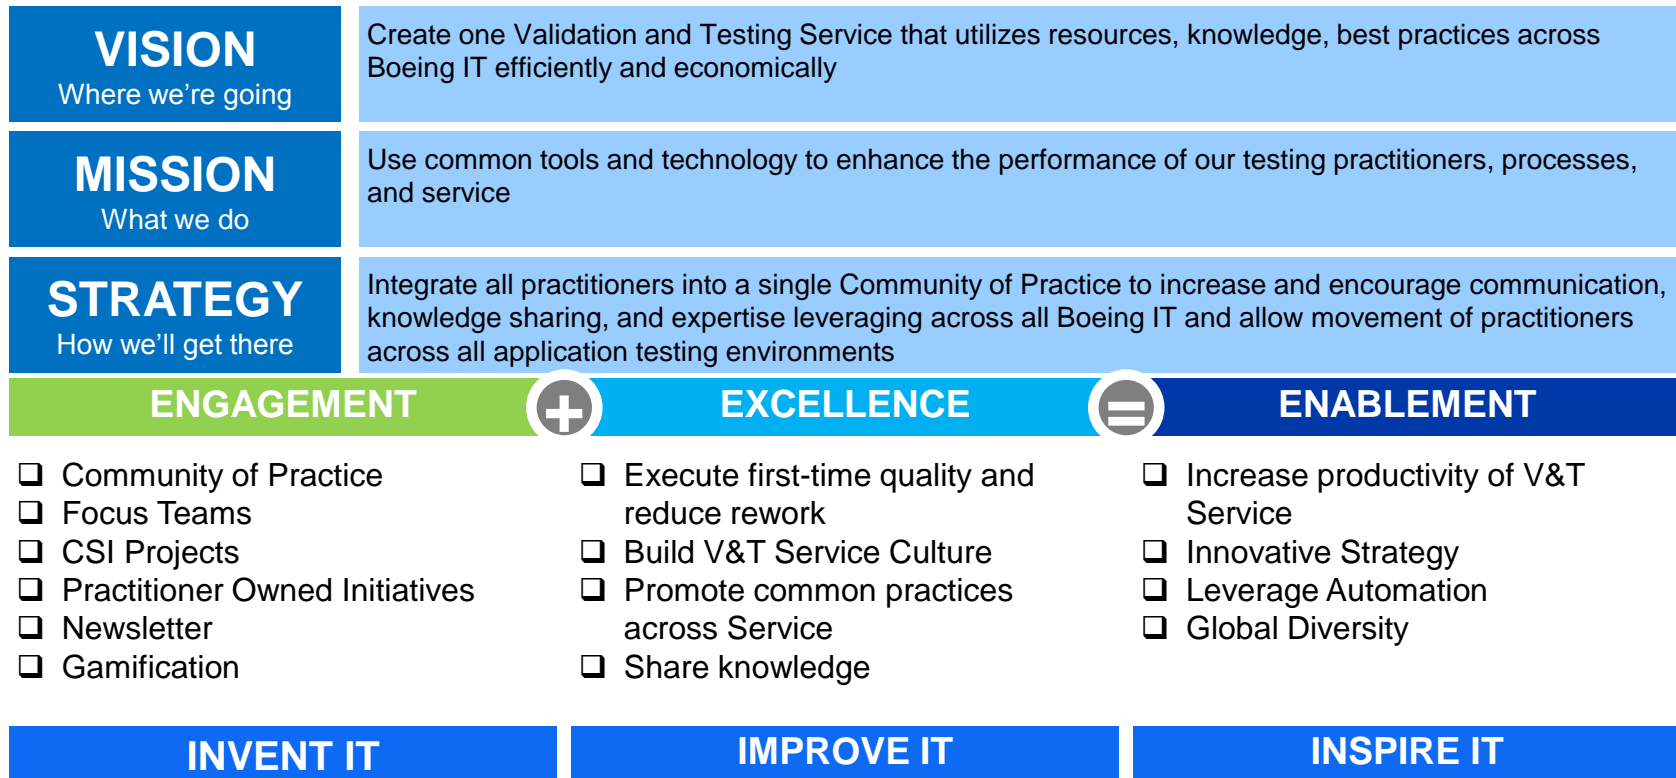 VISION
Where we're going
Create one Validation and Testing Service that utilizes resources, knowledge, best practices across
Boeing IT efficiently and economically
MISSION
What we do
Use common tools and technology to enhance the performance of our testing practitioners, processes,
and service
STRATEGY
How we'll get there
Integrate all practitioners into a single Community of Practice to increase and encourage communication,
knowledge sharing, and expertise leveraging across all Boeing IT and allow movement of practitioners
across all application testing environments
ENGAGEMENT
+
EXCELLENCE
=
ENABLEMENT
❑ Community of Practice
❑ Focus Teams
❑ CSI Projects
❑ Practitioner Owned Initiatives
❑ Newsletter
❑ Gamification
❑ Execute first-time quality and
reduce rework
❑ Build V&T Service Culture
❑ Promote common practices
across Service
❑ Share knowledge
❑ Increase productivity of V&T
Service
❑ Innovative Strategy
❑ Leverage Automation
❑ Global Diversity
INVENT IT
IMPROVE IT
INSPIRE IT